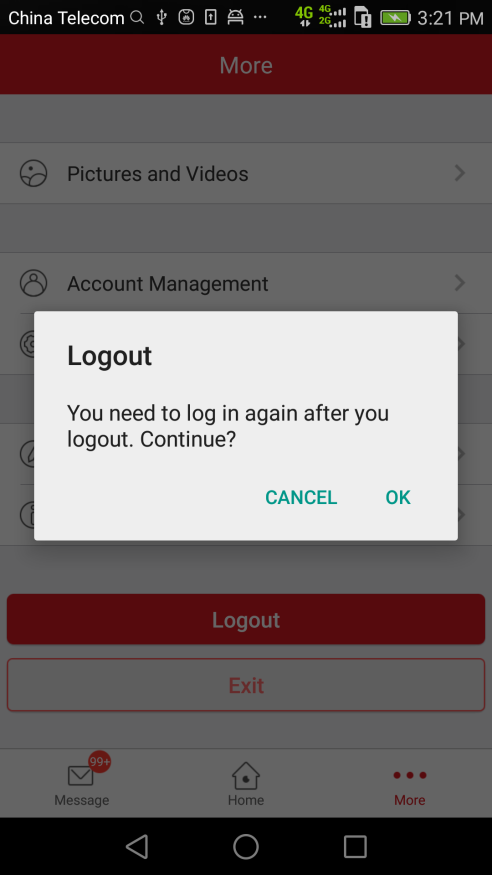 China Telecom
4G 4G 2G 3:21 PM
More
Pictures and Videos
Account Management
Logout
You need to log in again after you
logout. Continue?
CANCEL OK
Logout
Exit
99+
Message Home More